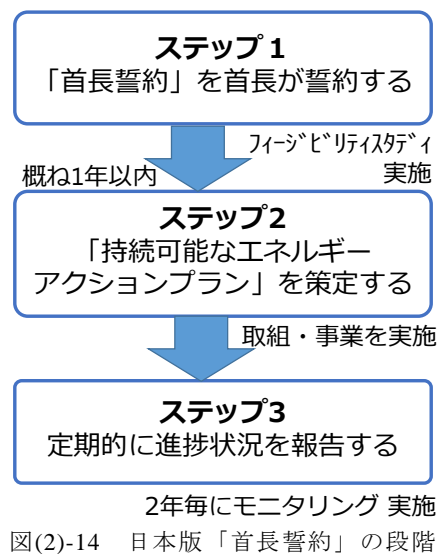 ステップ1
「首長誓約」を首長が誓約する
ﾌｨｰｼﾞﾋﾞﾘﾃｨｽﾀﾃﾞｨ
実施
概ね1年以内
ステップ2
「持続可能なエネルギー
アクションプラン」を策定する
取組・事業を実施
ステップ3
定期的に進捗状況を報告する
2年毎にモニタリング 実施
図(2)-14 日本版「首長誓約」の段階